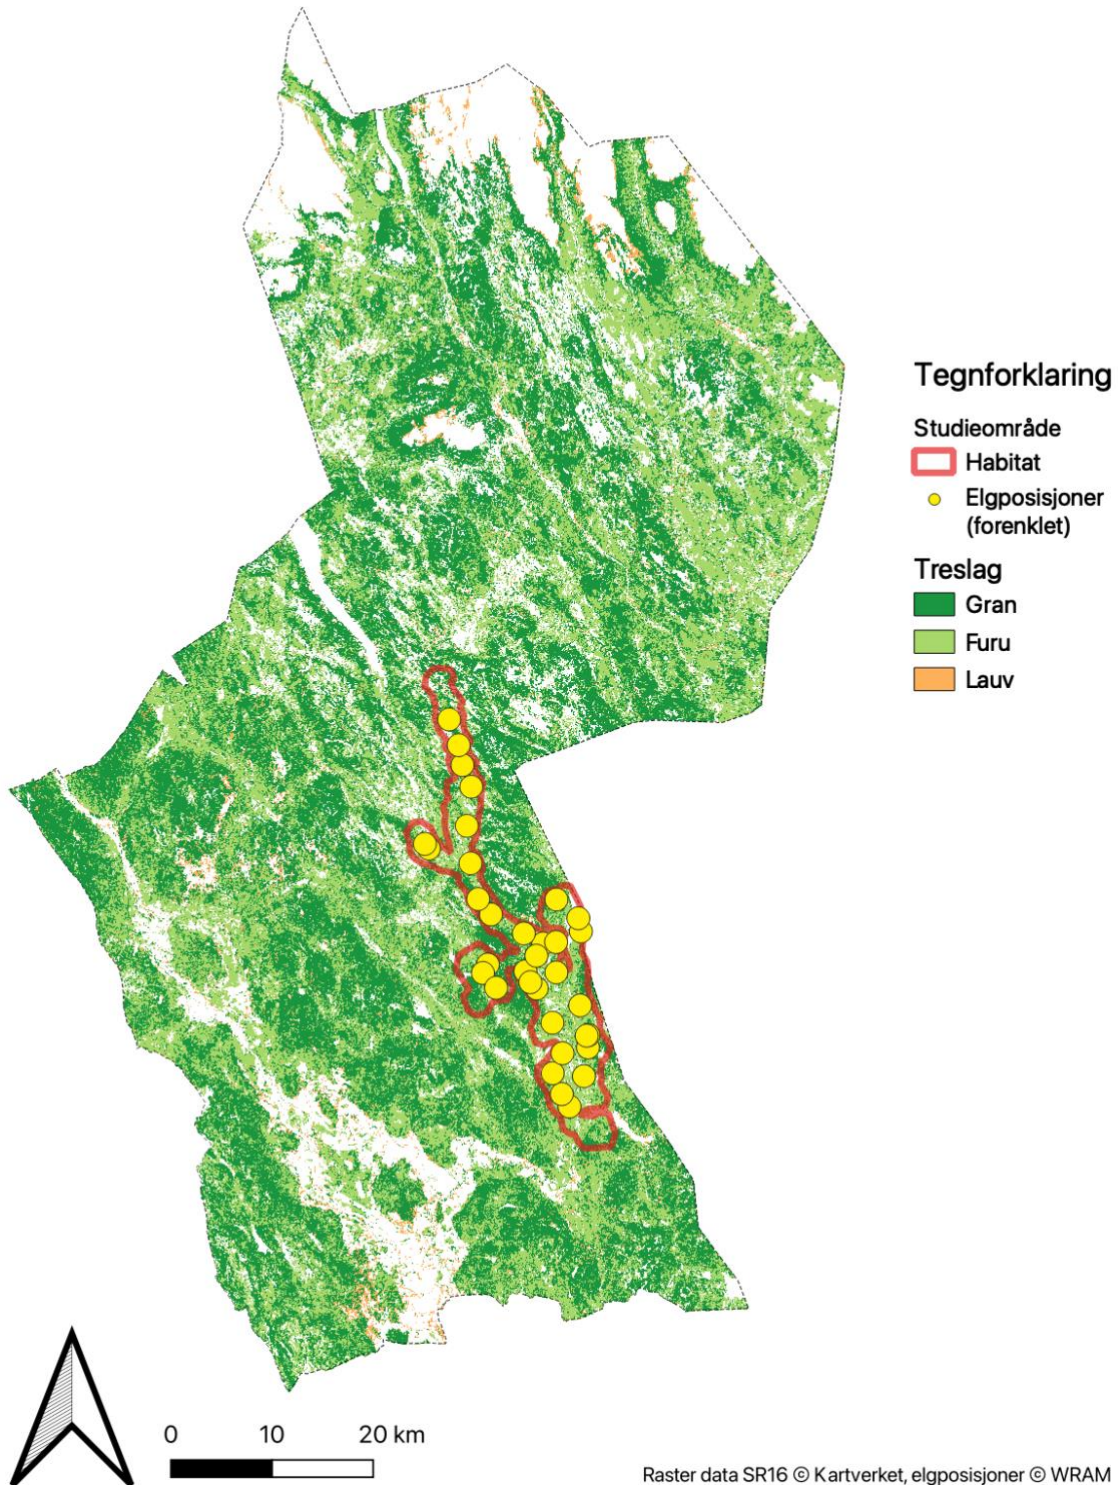 Tegnforklaring
Studieområde
Habitat
Elgposisjoner
(forenklet)
Treslag
Gran
Furu
Lauv
0 10 20 km
Raster data SR16 © Kartverket, elgposisjoner © WRAM